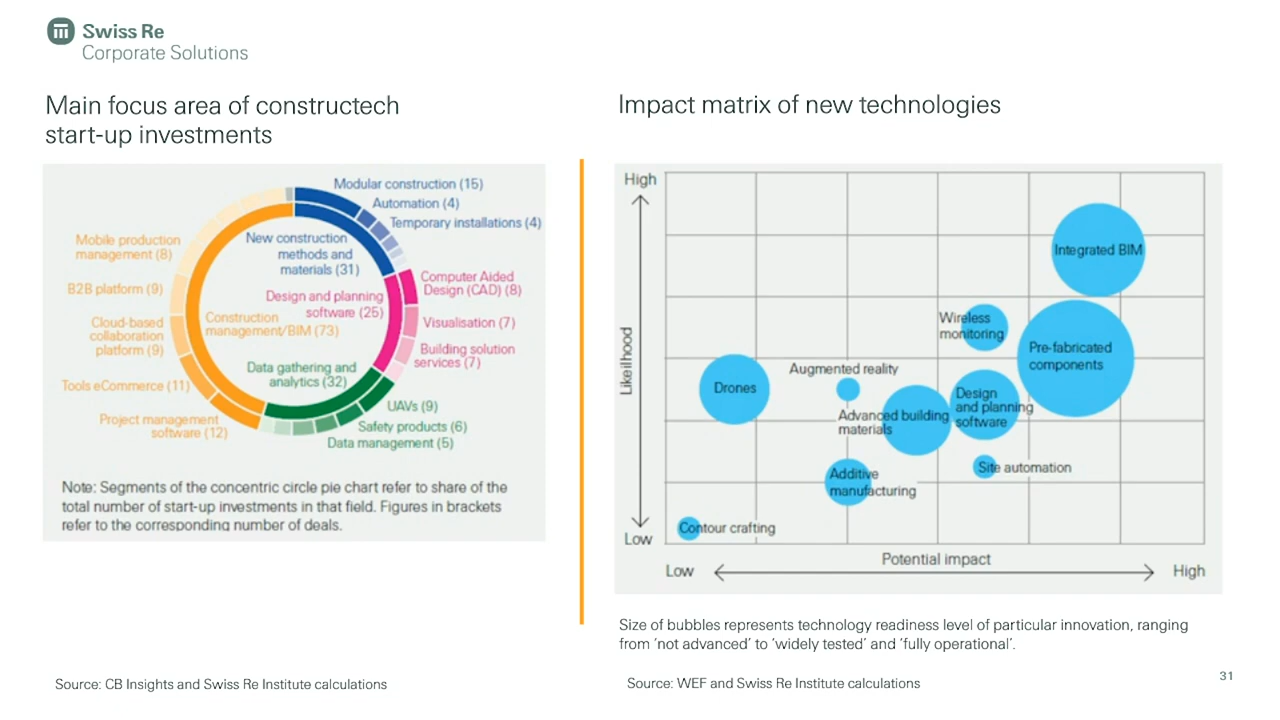 Swiss Re
Corporate Solutions
Main focus area of constructech
start-up investments
Modular construction (15)
Automation (4)
Temporary installations (4)
New construction
methods and
materials (31)
Mobile production
management (8)
B2B platform (9)
Cloud-based
collaboration
platform (9)
Tools eCommerce (11)
Project management
software (12)
Construction
management/BIM (73)
Design and planning
software (25)
Computer Aided
Design (CAD) (8)
Visualisation (7)
Building solution
services (7)
Data gathering and
analytics (32)
UAVs (9)
Safety products (6)
Data management (5)
Note: Segments of the concentric circle pie chart refer to share of the
total number of start-up investments in that field. Figures in brackets
refer to the corresponding number of deals.
Source: CB Insights and Swiss Re Institute calculations
Impact matrix of new technologies
High
Likelihood
Low
Integrated BIM
Wireless
monitoring
Pre-fabricated
components
Augmented reality
Drones
Design
and planning
software
Advanced building
materials
Site automation
Additive
manufacturing
Contour crafting
Potential impact
Low
High
Size of bubbles represents technology readiness level of particular innovation, ranging
from ‘not advanced’ to ‘widely tested’ and ‘fully operational’.
Source: WEF and Swiss Re Institute calculations
31